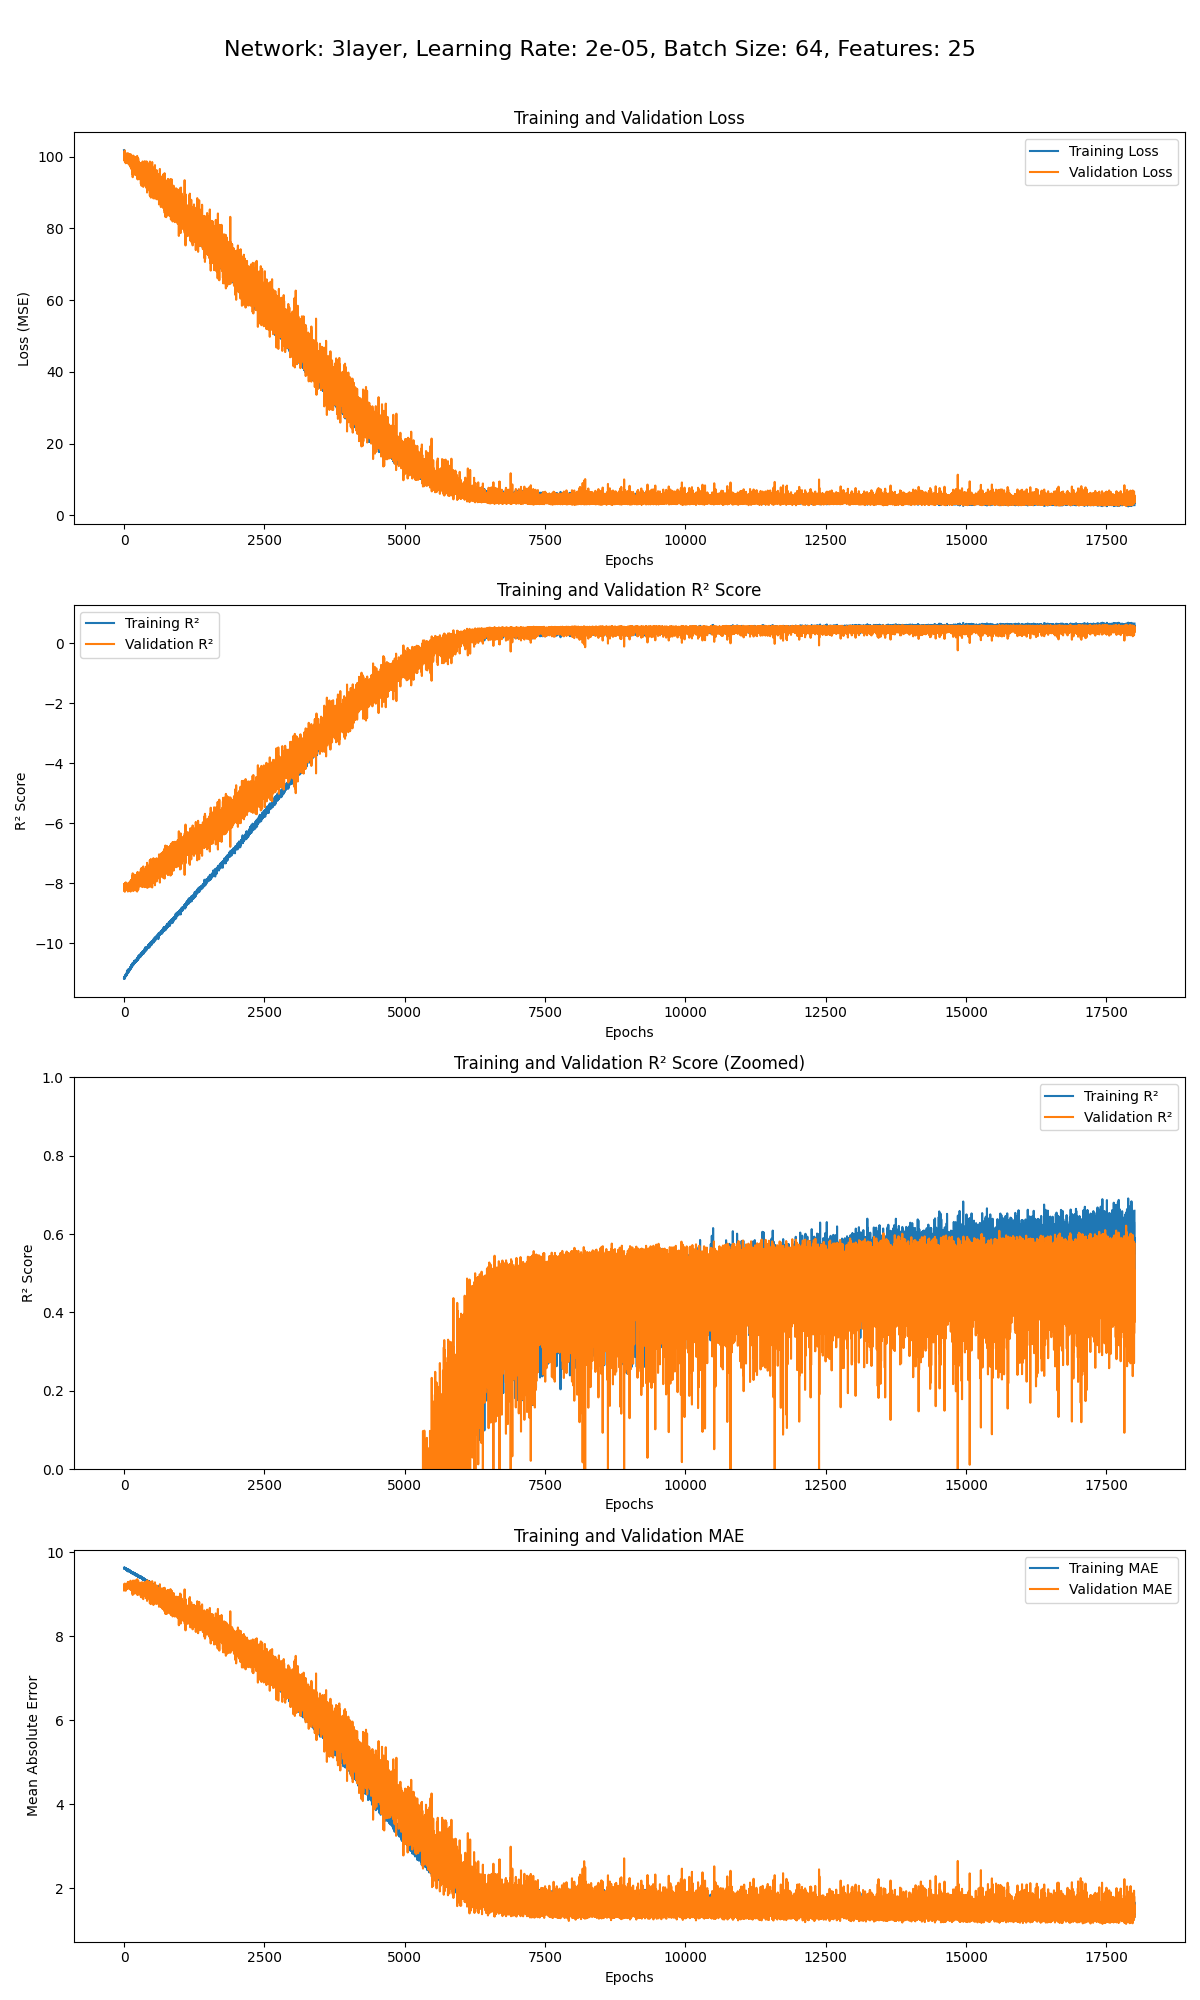 Network: 3layer, Learning Rate: 2e-05, Batch Size: 64, Features: 25
Training and Validation Loss
Training Loss
Validation Loss
100
80
60
40
20
0
Loss (MSE)
0 2500 5000 7500 10000 12500 15000 17500
Epochs
Training and Validation R² Score
Training R²
Validation R²
0
−2
−4
−6
−8
−10
R² Score
0 2500 5000 7500 10000 12500 15000 17500
Epochs
Training and Validation R² Score (Zoomed)
Training R²
Validation R²
1.0
0.8
0.6
0.4
0.2
0.0
R² Score
0 2500 5000 7500 10000 12500 15000 17500
Epochs
Training and Validation MAE
Training MAE
Validation MAE
10
8
6
4
2
Mean Absolute Error
0 2500 5000 7500 10000 12500 15000 17500
Epochs